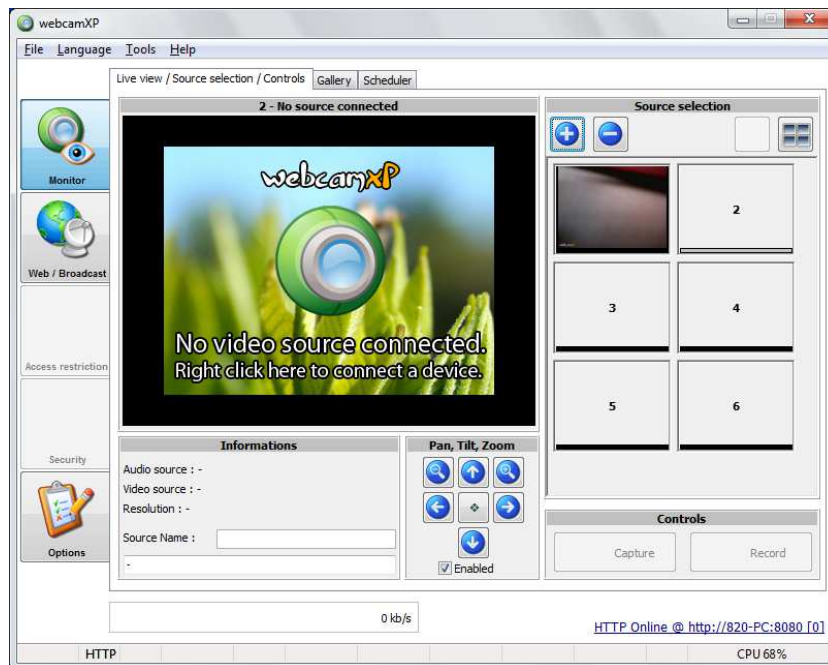 webcamXP
File Language Tools Help
Live view / Source selection / Controls Gallery Scheduler
2 - No source connected
Source selection
webcamXP
No video source connected.
Right click here to connect a device.
Monitor
Web / Broadcast
Access restriction
Security
Options
2
3
4
5
6
Informations
Audio source : -
Video source : -
Resolution : -
Source Name :
-
Pan, Tilt, Zoom
Enabled
Controls
Capture
Record
0 kb/s
HTTP Online @ http://820-PC:8080 [0]
HTTP
CPU 68%